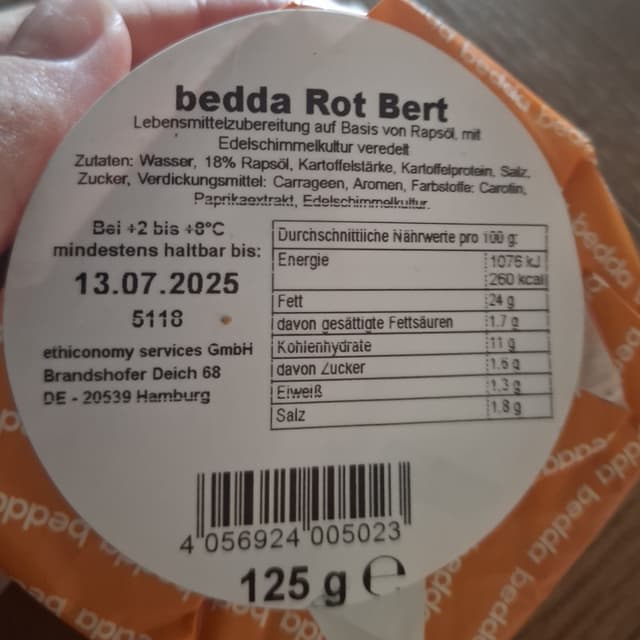 bedda Rot Bert
Lebensmittelzubereitung auf Basis von Rapsöl, mit
Edelschimmelkultur veredelt
Zutaten: Wasser, 18% Rapsöl, Kartoffelstärke, Kartoffelprotein, Salz,
Zucker, Verdickungsmittel: Carrageen, Aromen, Farbstoffe: Carotin,
Paprikaextrakt, Edelschimmelkultur.
Bei +2 bis +8°C
mindestens haltbar bis:
13.07.2025
5118
ethiconomy services GmbH
Brandshofer Deich 68
DE - 20539 Hamburg
Durchschnittliche Nährwerte pro 100 g:
Energie 1076 kJ
260 kcal
Fett 24 g
davon gesättigte Fettsäuren 1.7 g
Kohlenhydrate 11 g
davon Zucker 1.6 g
Eiweiß 1.3 g
Salz 1.8 g
4 056924 005023
125 g e
bedda
bedda
bedda
bedda